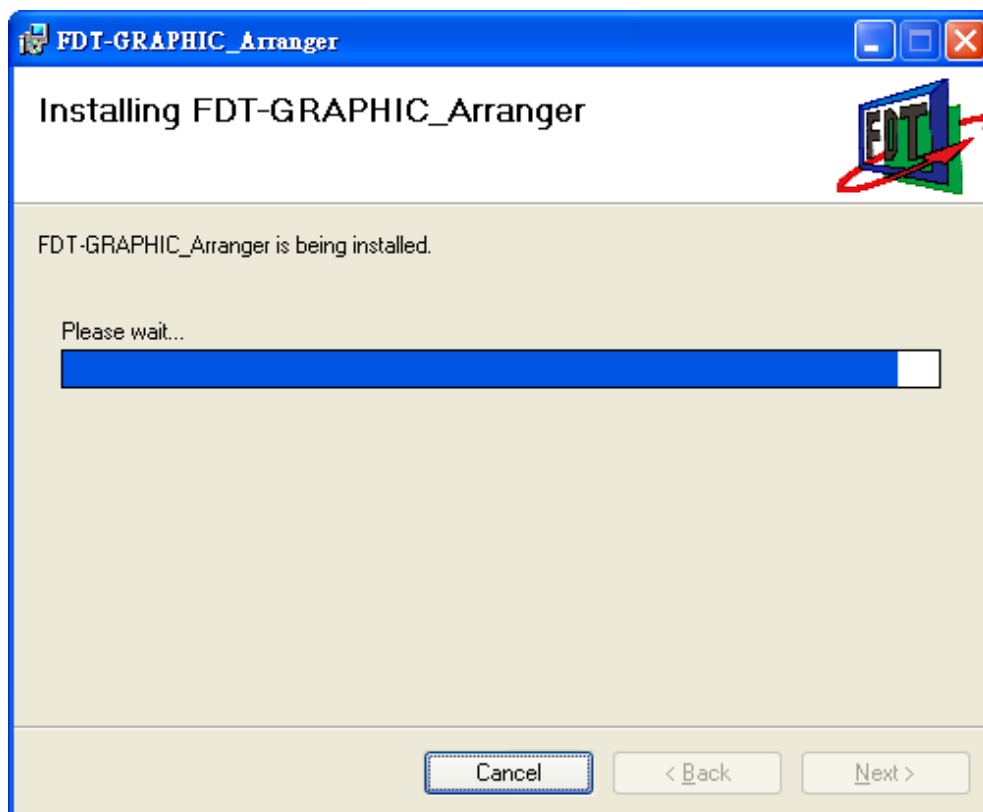 FDT-GRAPHIC_Arranger
Installing FDT-GRAPHIC_Arranger
FDT
FDT-GRAPHIC_Arranger is being installed.
Please wait...
Cancel
< Back
Next >